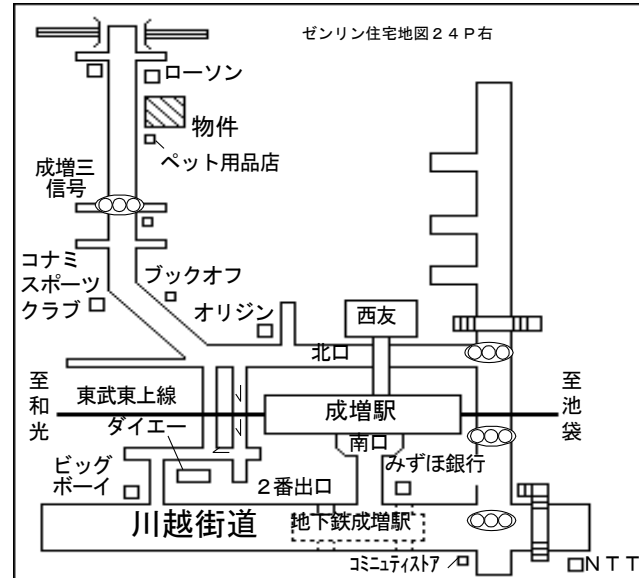 ゼンリン住宅地図２４Ｐ右
ローソン
物件
ペット用品店
成増三
信号
コナミ
スポーツ
クラブ
ブックオフ
オリジン
西友
北口
至和光
東武東上線
成増駅
至池袋
ダイエー
南口
みずほ銀行
ビッグ
ボーイ
２番出口
川越街道
地下鉄成増駅
ｺﾐﾐﾆｭﾃｨｽﾄｱ
ＮＴＴ